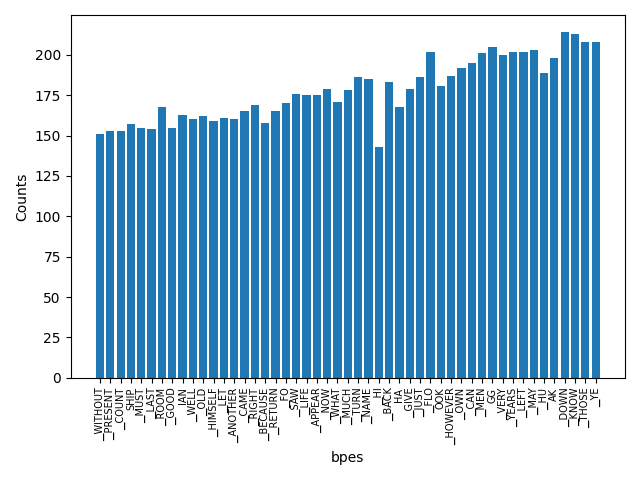 200
175
150
125
100
75
50
25
0
Counts
_WITHOUT
_PRESENT
_COUNT
SHIP
_MUST
_LAST
_ROOM
_GOOD
IAN
_WELL
_OLD
_HIMSELF
_LET
_ANOTHER
_CAME
_RIGHT
_BECAUSE
_RETURN
FO
_SAW
_LIFE
_APPEAR
_NOW
_WHAT
_MUCH
_TURN
_NAME
HI
_BACK
HA
_GIVE
_JUST
_FLO
OOK
_HOWEVER
_OWN
_CAN
_MEN
GG
_VERY
_YEARS
_LEFT
_MAY
_HU
AK
_DOWN
_KNOW
_THOSE
_YE
bpes